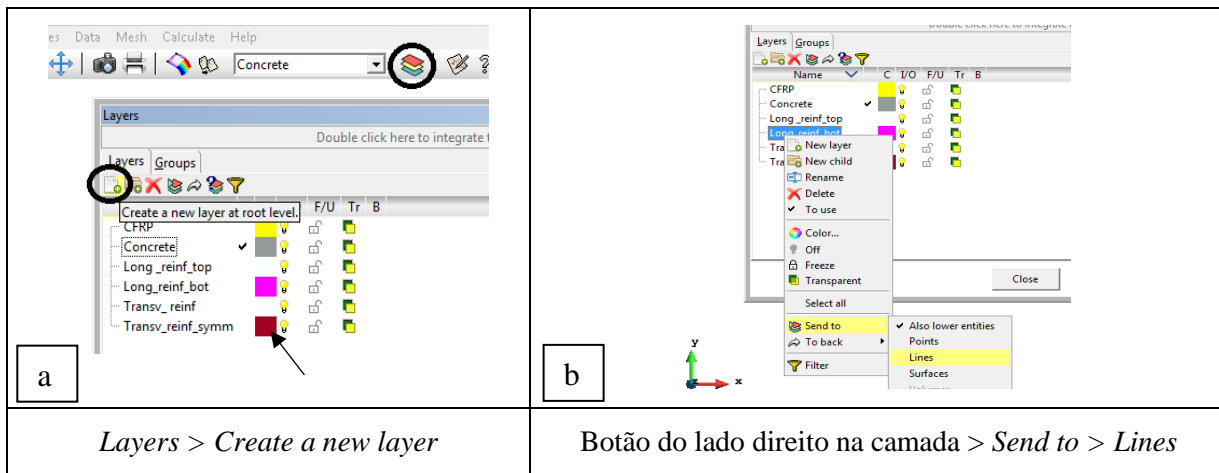 es Data Mesh Calculate Help
Concrete
Layers
Double click here to integrate t
Layers Groups
Create a new layer at root level.
F/U Tr B
CFRP
Concrete
Long _reinf_top
Long_reinf_bot
Transv_ reinf
Transv_reinf_symm
a
Layers > Create a new layer
Double click here to integrate
Layers Groups
Name C I/O F/U Tr B
CFRP
Concrete
Long _reinf_top
Long_reinf_bot
Tra
Tra
New layer
New child
Rename
Delete
To use
Color...
Off
Freeze
Transparent
Select all
Send to
To back
Filter
Also lower entities
Points
Lines
Surfaces
Volumes
Close
y
x
b
Botão do lado direito na camada > Send to > Lines